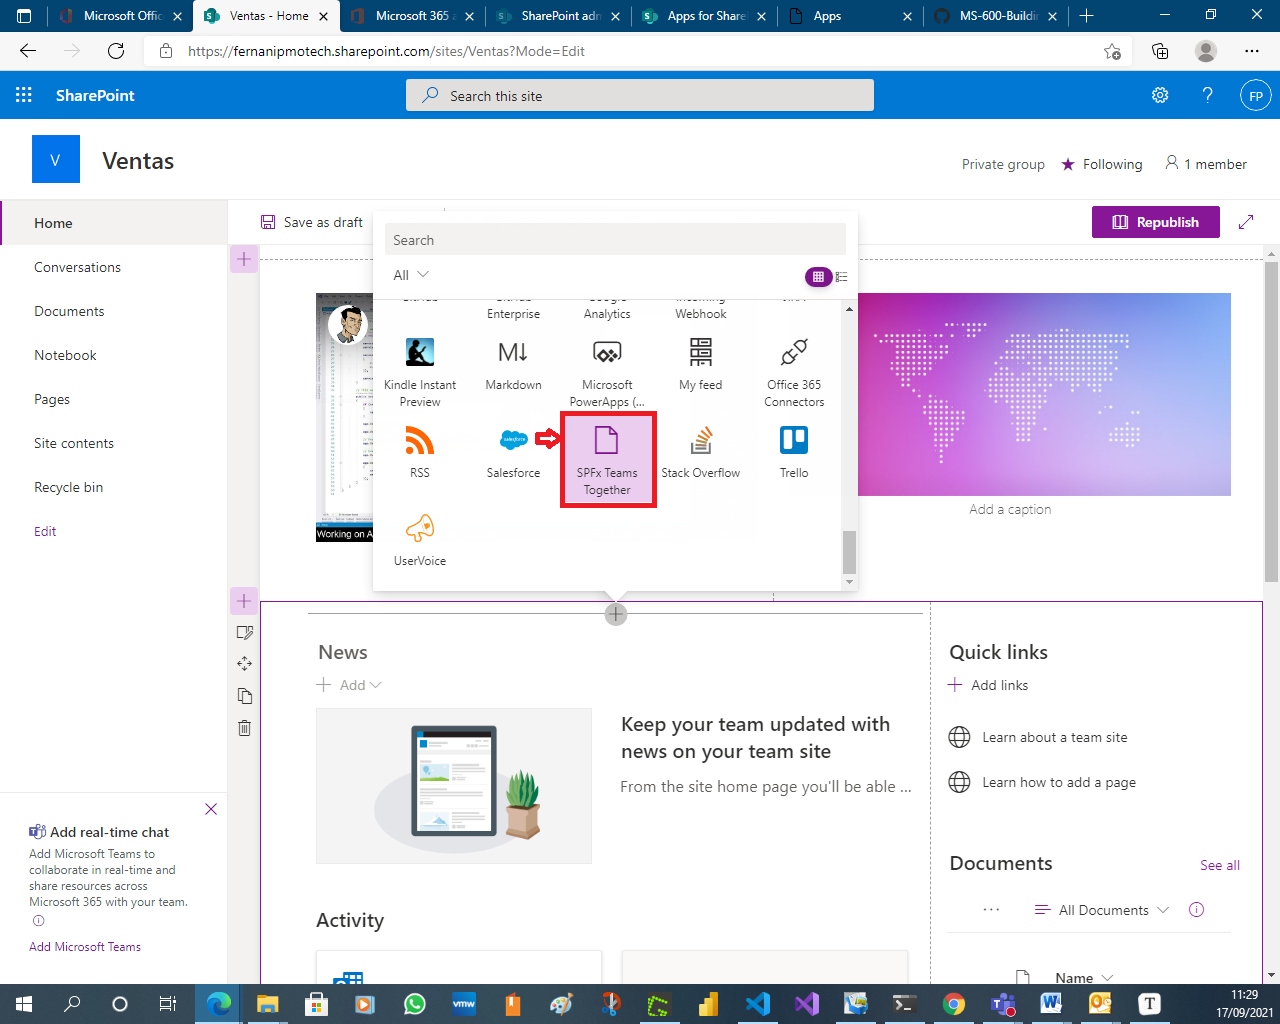 Microsoft Offic
Ventas - Home
Microsoft 365 a
SharePoint adm
Apps for Share
Apps
MS-600-Buildin
https://fernanipmotech.sharepoint.com/sites/Ventas?Mode=Edit
SharePoint
Search this site
FP
V
Ventas
Private group
Following
1 member
Home
Conversations
Documents
Notebook
Pages
Site contents
Recycle bin
Edit
Save as draft
Republish
Search
All
GitHub
Enterprise
Google
Analytics
Incoming
Webhook
Kindle Instant
Preview
M↓
Markdown
Microsoft
PowerApps (...
My feed
Office 365
Connectors
RSS
salesforce
Salesforce
SPFx Teams
Together
Stack Overflow
Trello
UserVoice
Working on A
Add a caption
News
Add
Keep your team updated with
news on your team site
From the site home page you'll be able ...
Activity
Quick links
Add links
Learn about a team site
Learn how to add a page
Documents
See all
All Documents
Name
Add real-time chat
Add Microsoft Teams to
collaborate in real-time and
share resources across
Microsoft 365 with your team.
Add Microsoft Teams
vmw
T
11:29
17/09/2021